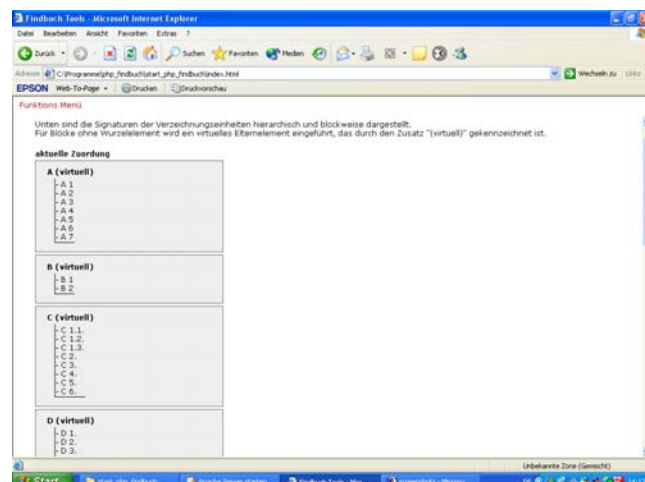 Findbuch Tools - Microsoft Internet Explorer
Datei Bearbeiten Ansicht Favoriten Extras ?
Zurück Suchen Favoriten Medien
Adresse C:\Programme\php_findbuch\start_php_findbuch\index.html Wechseln zu Links
EPSON Web-To-Page Drucken Druckvorschau
Funktions Menü
Unten sind die Signaturen der Verzeichnungseinheiten hierarchisch und blockweise dargestellt.
Für Blöcke ohne Wurzelelement wird ein virtuelles Elternelement eingeführt, das durch den Zusatz "(virtuell)" gekennzeichnet ist.
aktuelle Zuordung
A (virtuell)
A 1
A 2
A 3
A 4
A 5
A 6
A 7
B (virtuell)
B 1
B 2
C (virtuell)
C 1.1.
C 1.2.
C 1.3.
C 2.
C 3.
C 4.
C 5.
C 6.
D (virtuell)
D 1.
D 2.
D 3.
Unbekannte Zone (Gemischt)
Start